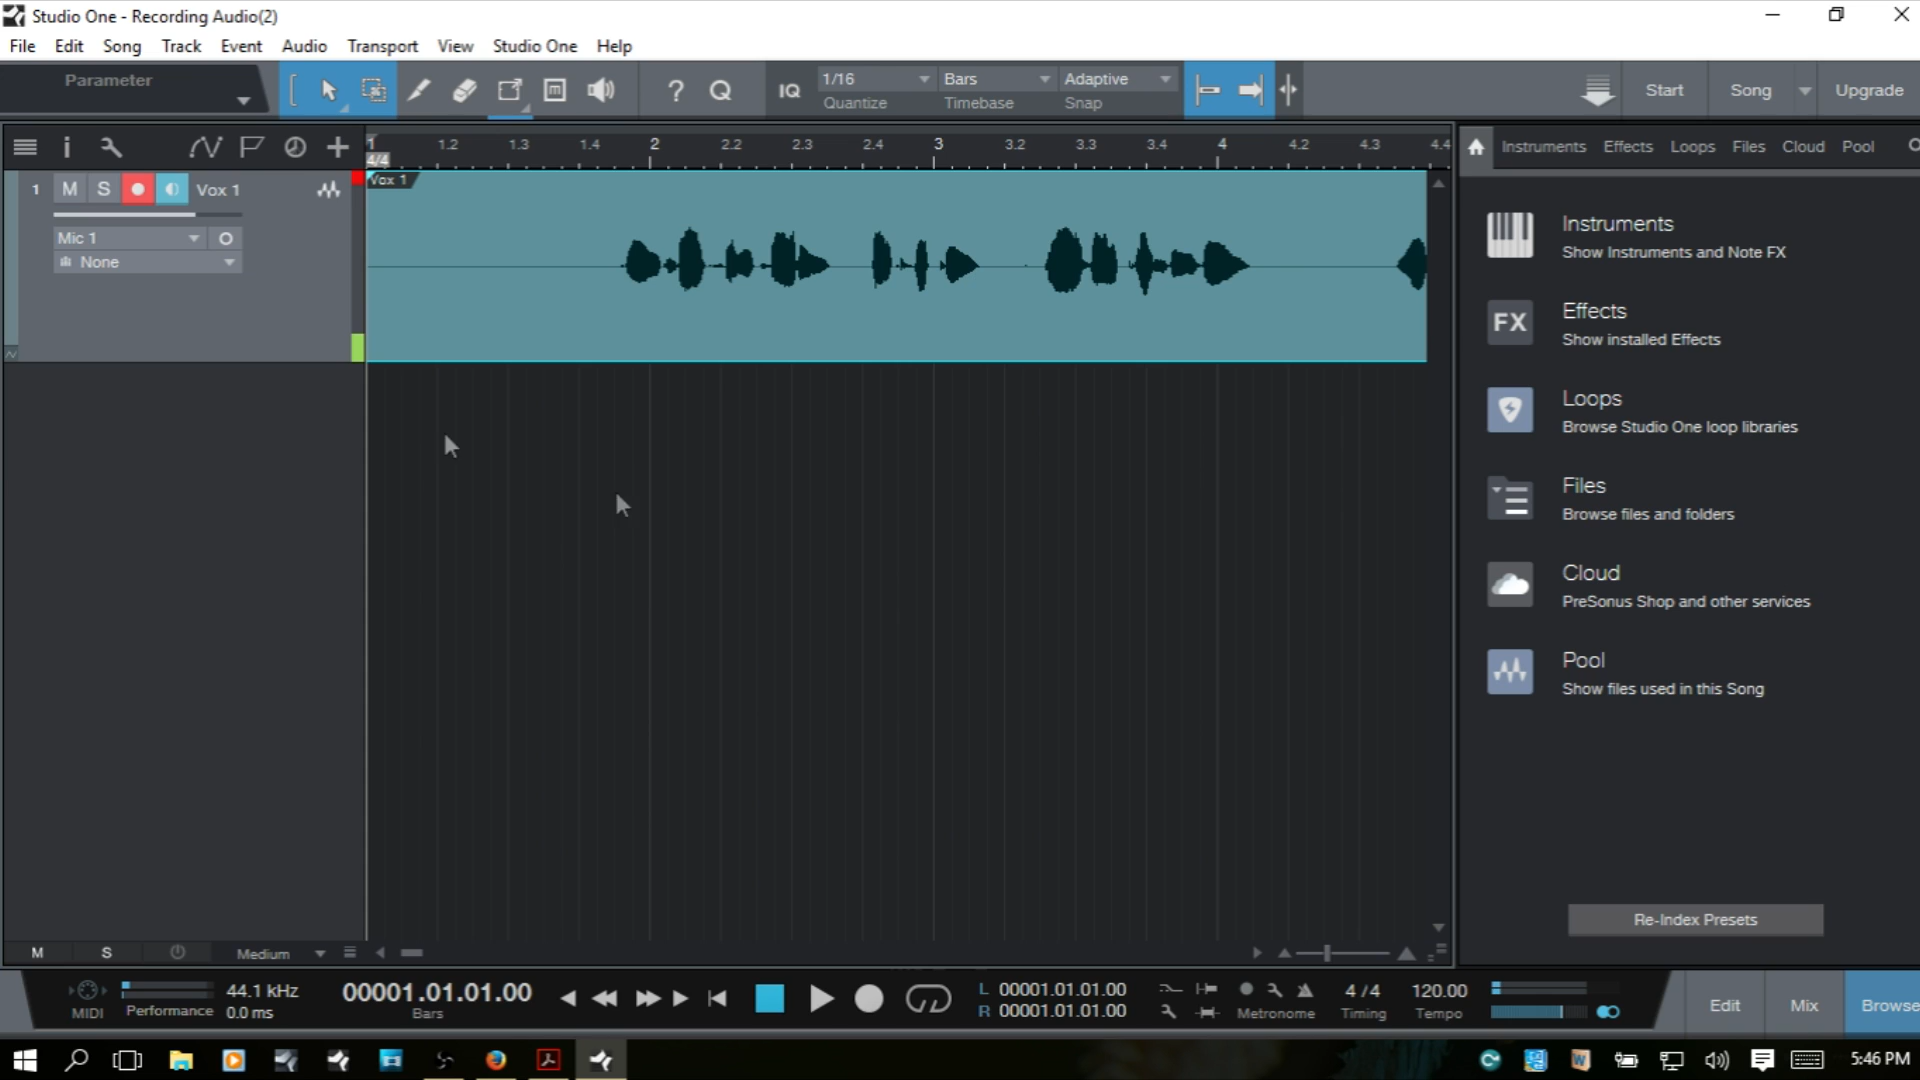 Studio One - Recording Audio(2)
File Edit Song Track Event Audio Transport View Studio One Help
Parameter
? Q IQ 1/16 Bars Adaptive
Quantize Timebase Snap
Start Song Upgrade
1 1.2 1.3 1.4 2 2.2 2.3 2.4 3 3.2 3.3 3.4 4 4.2 4.3 4.4
4/4
Instruments Effects Loops Files Cloud Pool
1 M S Vox 1
Vox 1
Mic 1
None
Instruments
Show Instruments and Note FX
FX
Effects
Show installed Effects
Loops
Browse Studio One loop libraries
Files
Browse files and folders
Cloud
PreSonus Shop and other services
Pool
Show files used in this Song
Re-Index Presets
M S Medium
MIDI
Performance
44.1 kHz
0.0 ms
00001.01.01.00
Bars
L 00001.01.01.00
R 00001.01.01.00
Metronome
4 / 4
Timing
120.00
Tempo
Edit Mix Browse
5:46 PM